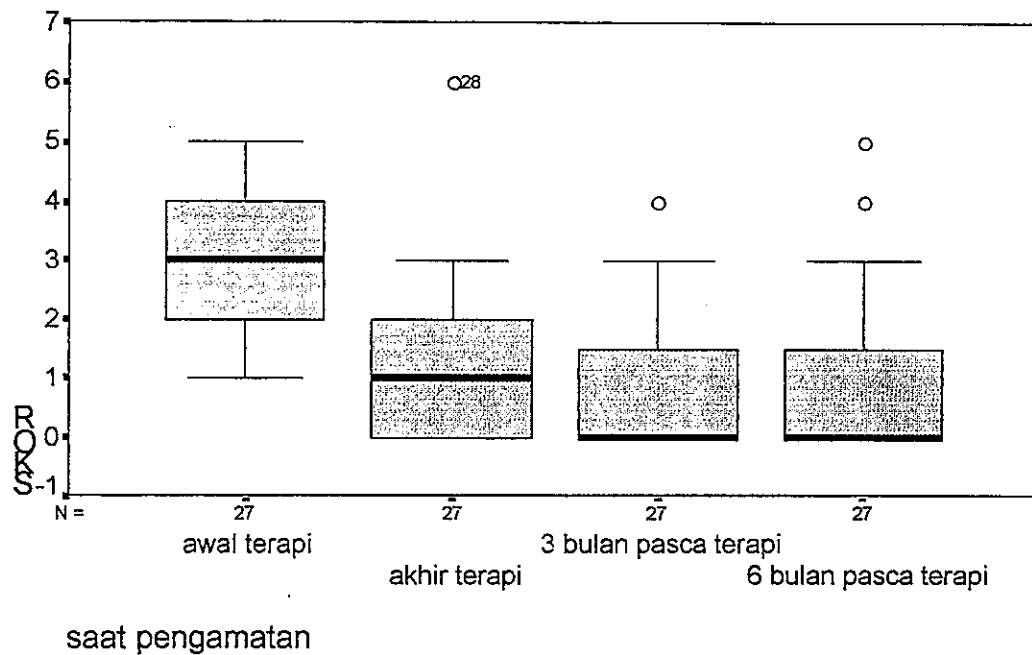 7
6
28
5
4
3
2
1
0
-1
SKOR
N =
27
27
27
27
awal terapi
3 bulan pasca terapi
akhir terapi
6 bulan pasca terapi
saat pengamatan